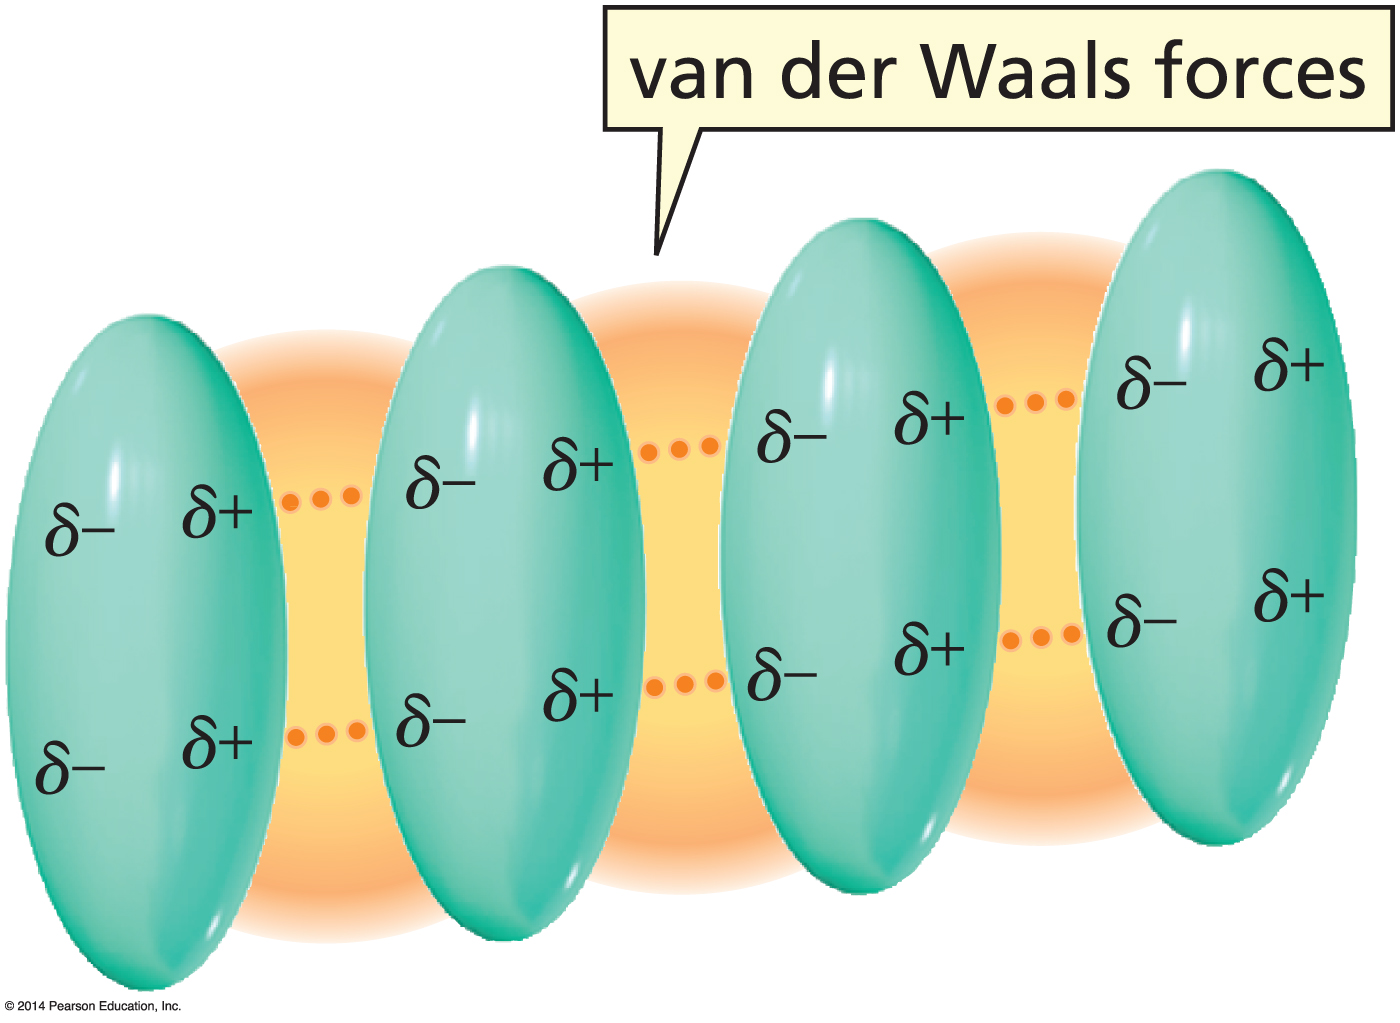 van der Waals forces
δ− δ+ δ− δ+ δ− δ+ δ− δ+
δ− δ+ δ− δ+ δ− δ+ δ− δ+
© 2014 Pearson Education, Inc.